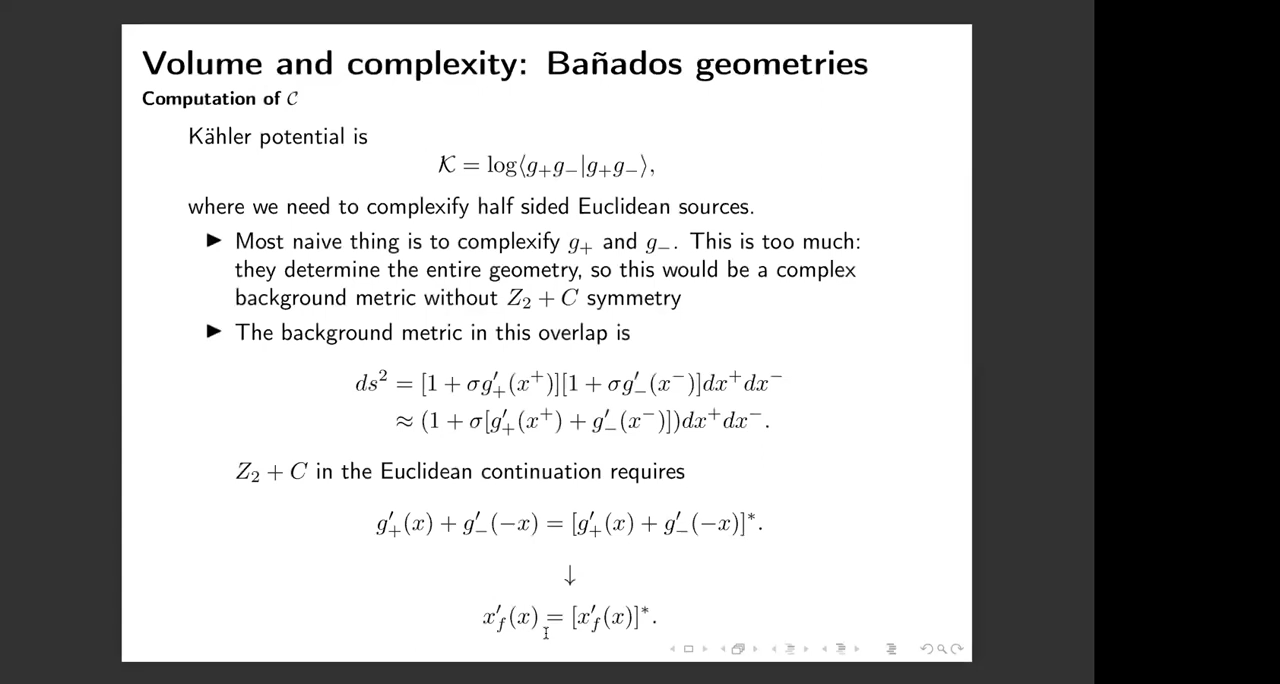 Volume and complexity: Bañados geometries
Computation of 𝒞
Kähler potential is
𝒦 = log⟨g₊g₋|g₊g₋⟩,
where we need to complexify half sided Euclidean sources.
▶ Most naive thing is to complexify g₊ and g₋. This is too much:
they determine the entire geometry, so this would be a complex
background metric without Z₂ + C symmetry
▶ The background metric in this overlap is
ds² = [1 + σg′₊(x⁺)][1 + σg′₋(x⁻)]dx⁺dx⁻
≈ (1 + σ[g′₊(x⁺) + g′₋(x⁻)])dx⁺dx⁻.
Z₂ + C in the Euclidean continuation requires
g′₊(x) + g′₋(−x) = [g′₊(x) + g′₋(−x)]*.
↓
x′_f(x) = [x′_f(x)]*.